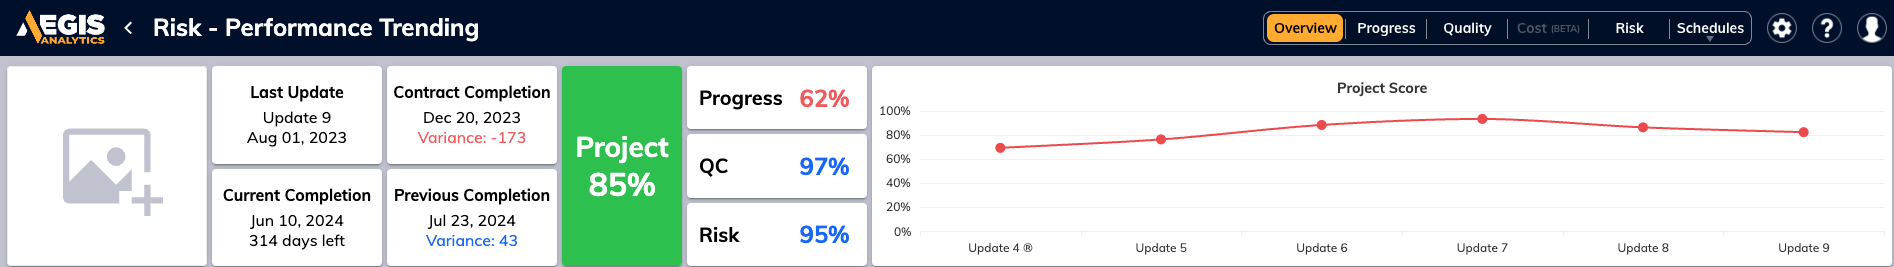 AEGIS
ANALYTICS
Risk - Performance Trending
Overview
Progress
Quality
Cost (BETA)
Risk
Schedules
?
Last Update
Update 9
Aug 01, 2023
Contract Completion
Dec 20, 2023
Variance: -173
Current Completion
Jun 10, 2024
314 days left
Previous Completion
Jul 23, 2024
Variance: 43
Project
85%
Progress 62%
QC 97%
Risk 95%
Project Score
100%
80%
60%
40%
20%
0%
Update 4 ®
Update 5
Update 6
Update 7
Update 8
Update 9